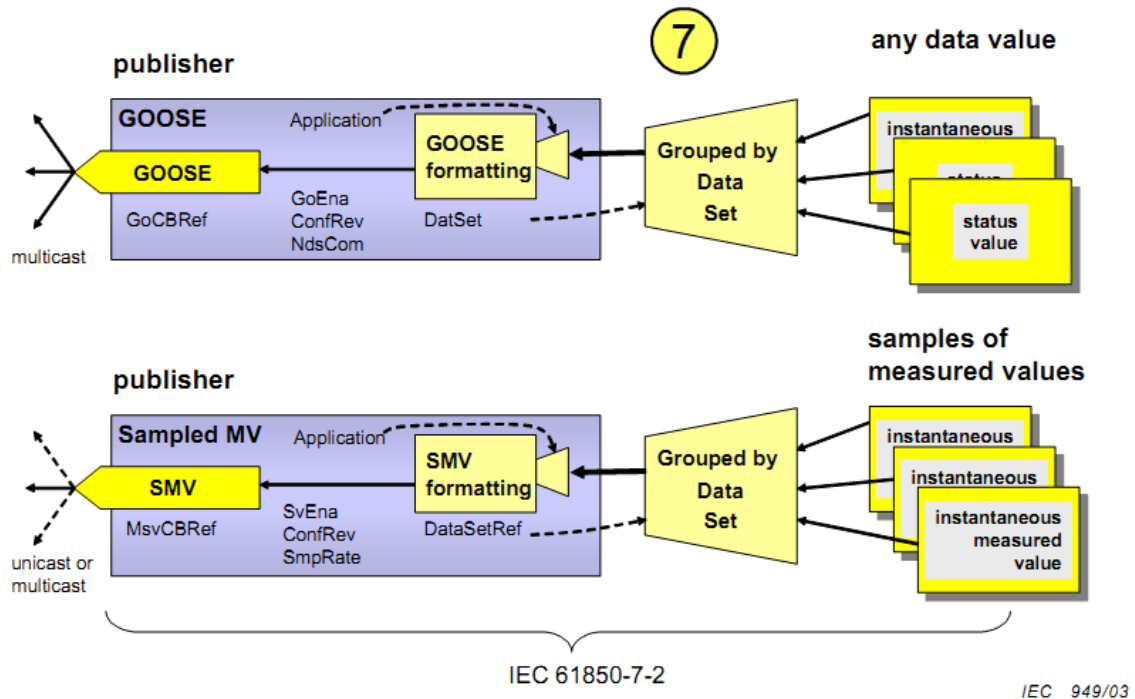 7
any data value
publisher
GOOSE
Application
GOOSE
formatting
GOOSE
GoCBRef
GoEna
ConfRev
NdsCom
DatSet
multicast
Grouped by
Data
Set
instantaneous
status
status
value
samples of
measured values
publisher
Sampled MV
Application
SMV
formatting
SMV
MsvCBRef
SvEna
ConfRev
SmpRate
DataSetRef
unicast or
multicast
Grouped by
Data
Set
instantaneous
instantaneous
instantaneous
measured
value
IEC 61850-7-2
IEC 949/03